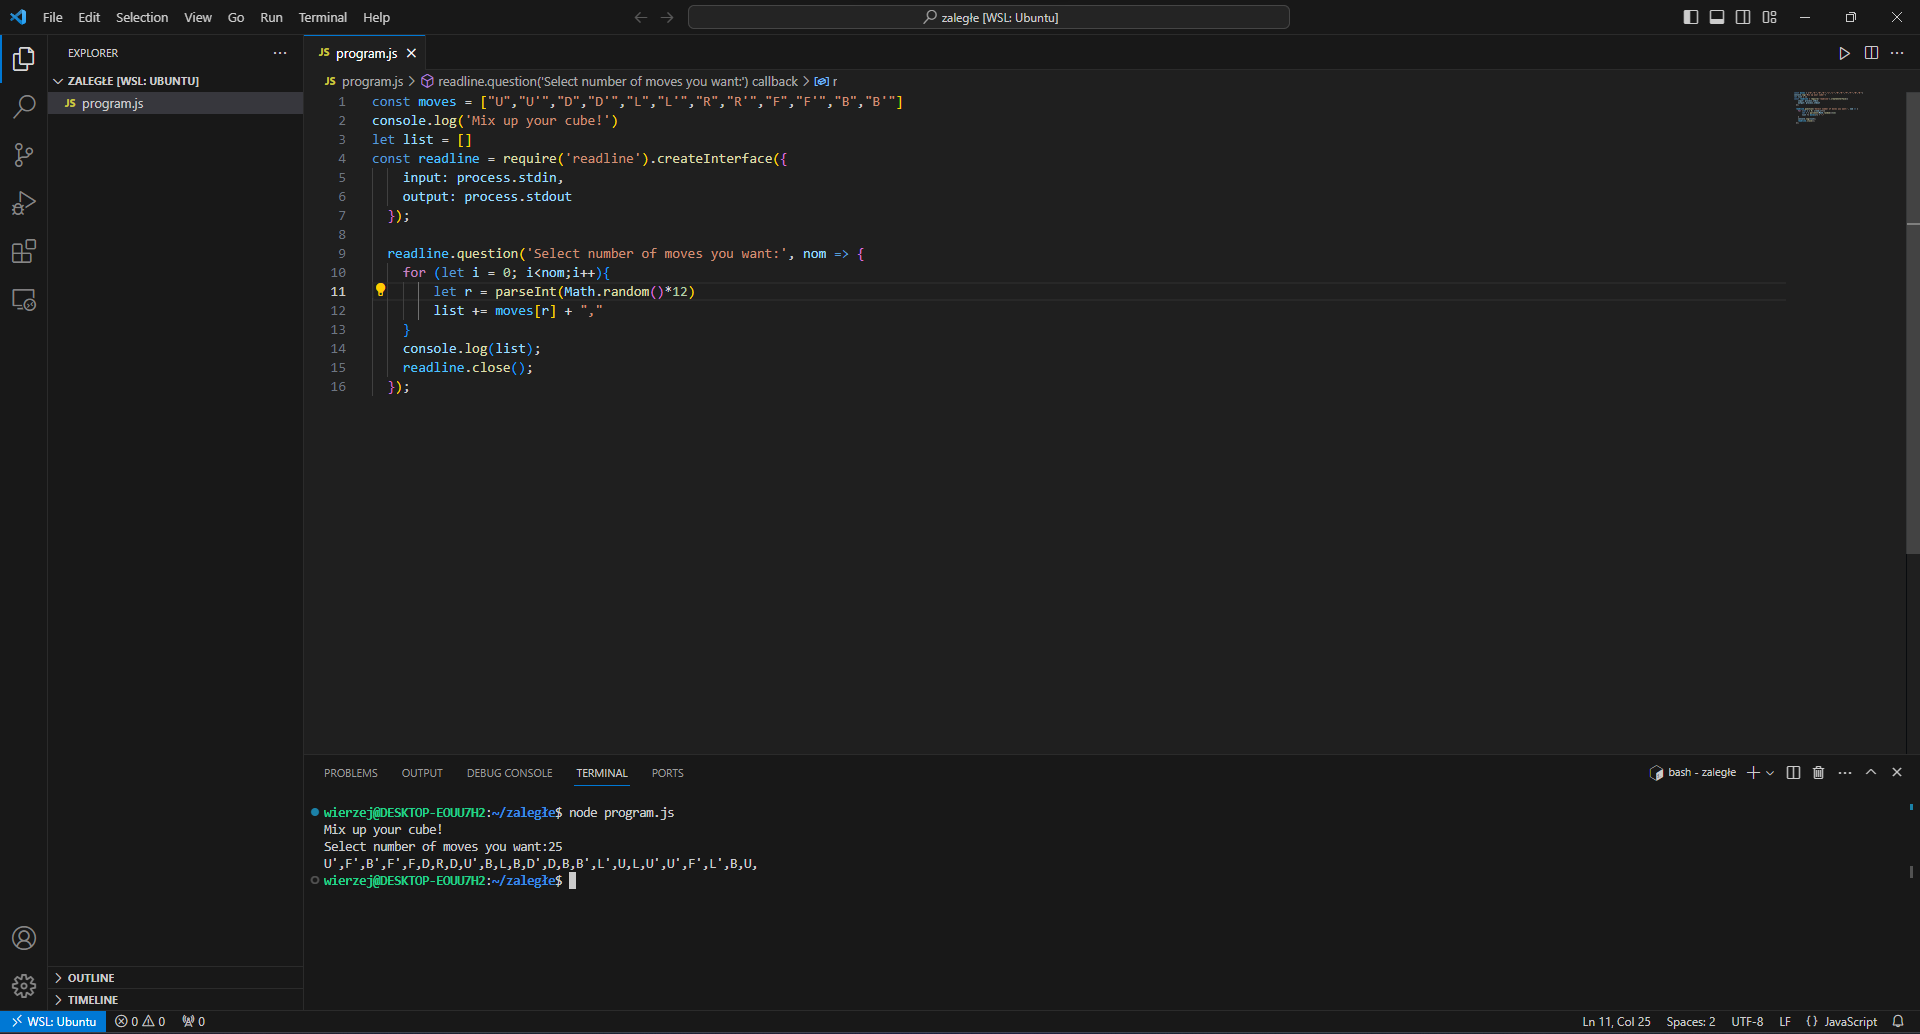 File Edit Selection View Go Run Terminal Help
zaległe [WSL: Ubuntu]
EXPLORER
ZALEGŁE [WSL: UBUNTU]
JS program.js
JS program.js
JS program.js > readline.question('Select number of moves you want:') callback > r
1 const moves = ["U","U'","D","D'","L","L'","R","R'","F","F'","B","B'"]
2 console.log('Mix up your cube!')
3 let list = []
4 const readline = require('readline').createInterface({
5 input: process.stdin,
6 output: process.stdout
7 });
8
9 readline.question('Select number of moves you want:', nom => {
10 for (let i = 0; i<nom;i++){
11 let r = parseInt(Math.random()*12)
12 list += moves[r] + ","
13 }
14 console.log(list);
15 readline.close();
16 });
PROBLEMS OUTPUT DEBUG CONSOLE TERMINAL PORTS
bash - zaległe
wierzej@DESKTOP-EOUU7H2:~/zaległe$ node program.js
Mix up your cube!
Select number of moves you want:25
U',F',B',F',F,D,R,D,U',B,L,B,D',D,B,B',L',U,L,U',U',F',L',B,U,
wierzej@DESKTOP-EOUU7H2:~/zaległe$
OUTLINE
TIMELINE
WSL: Ubuntu 0 0 0
Ln 11, Col 25 Spaces: 2 UTF-8 LF {} JavaScript